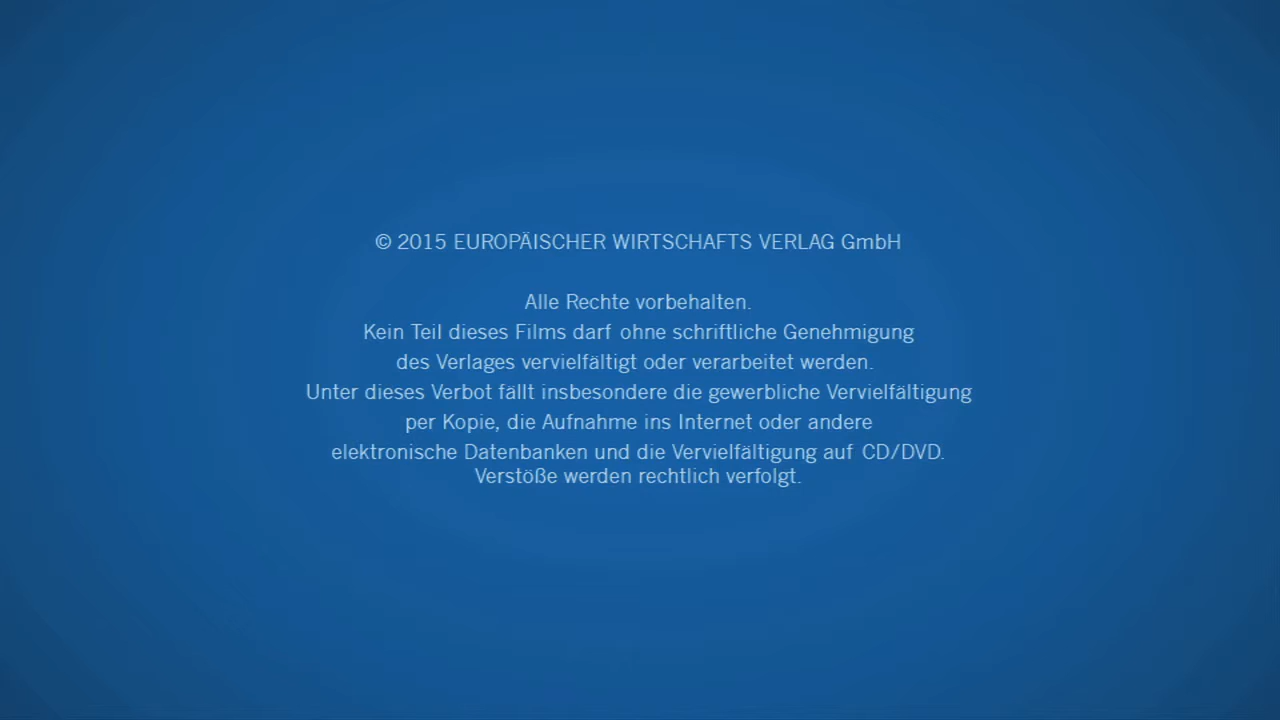 © 2015 EUROPÄISCHER WIRTSCHAFTS VERLAG GmbH
Alle Rechte vorbehalten.
Kein Teil dieses Films darf ohne schriftliche Genehmigung
des Verlages vervielfältigt oder verarbeitet werden.
Unter dieses Verbot fällt insbesondere die gewerbliche Vervielfältigung
per Kopie, die Aufnahme ins Internet oder andere
elektronische Datenbanken und die Vervielfältigung auf CD/DVD.
Verstöße werden rechtlich verfolgt.